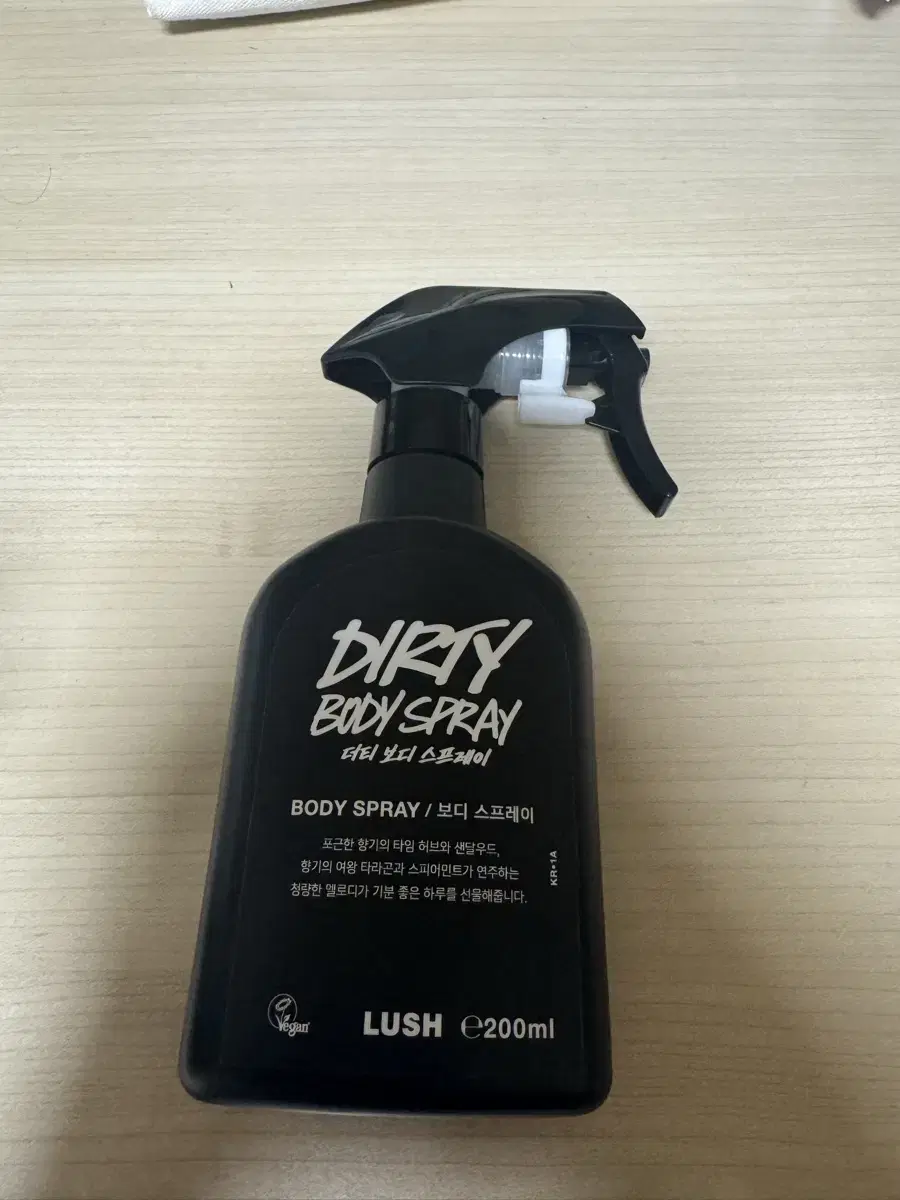 DIRTY
BODY SPRAY
더티 보디 스프레이
BODY SPRAY / 보디 스프레이
포근한 향기의 타임 허브와 샌달우드,
향기의 여왕 타라곤과 스피어민트가 연주하는
청량한 멜로디가 기분 좋은 하루를 선물해줍니다.
KR•1A
Vegan
LUSH ℮200ml